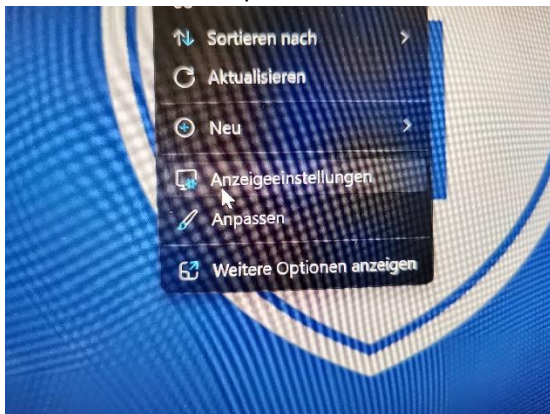 Sortieren nach
Aktualisieren
Neu
Anzeigeeinstellungen
Anpassen
Weitere Optionen anzeigen